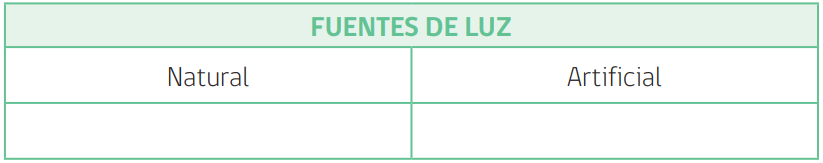 FUENTES DE LUZ
Natural
Artificial